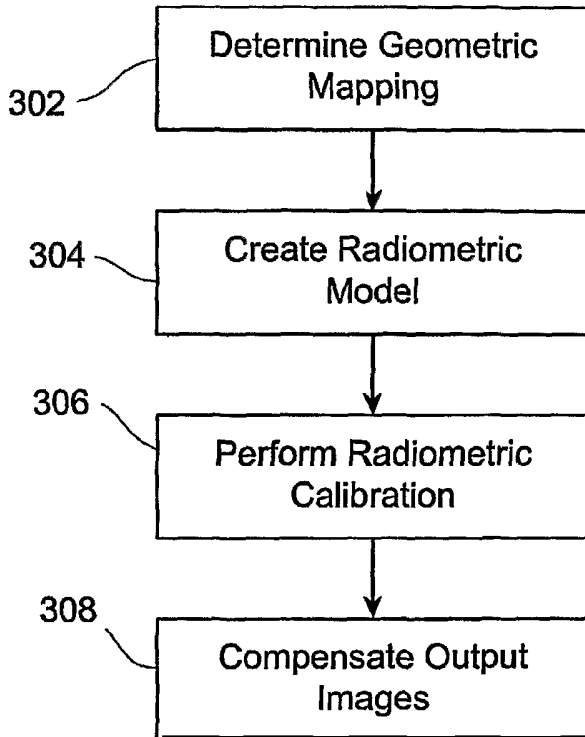 Determine Geometric
Mapping
302
Create Radiometric
Model
304
Perform Radiometric
Calibration
306
Compensate Output
Images
308